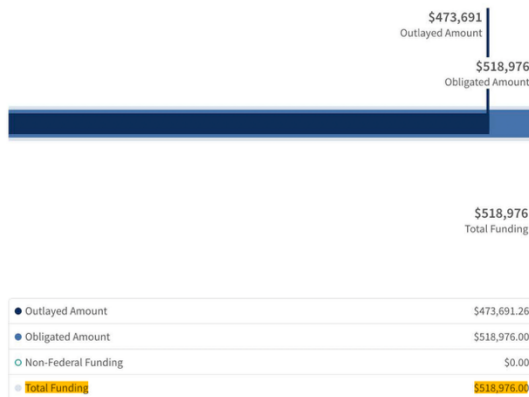 $473,691
Outlayed Amount
$518,976
Obligated Amount
$518,976
Total Funding
Outlayed Amount $473,691.26
Obligated Amount $518,976.00
Non-Federal Funding $0.00
Total Funding $518,976.00